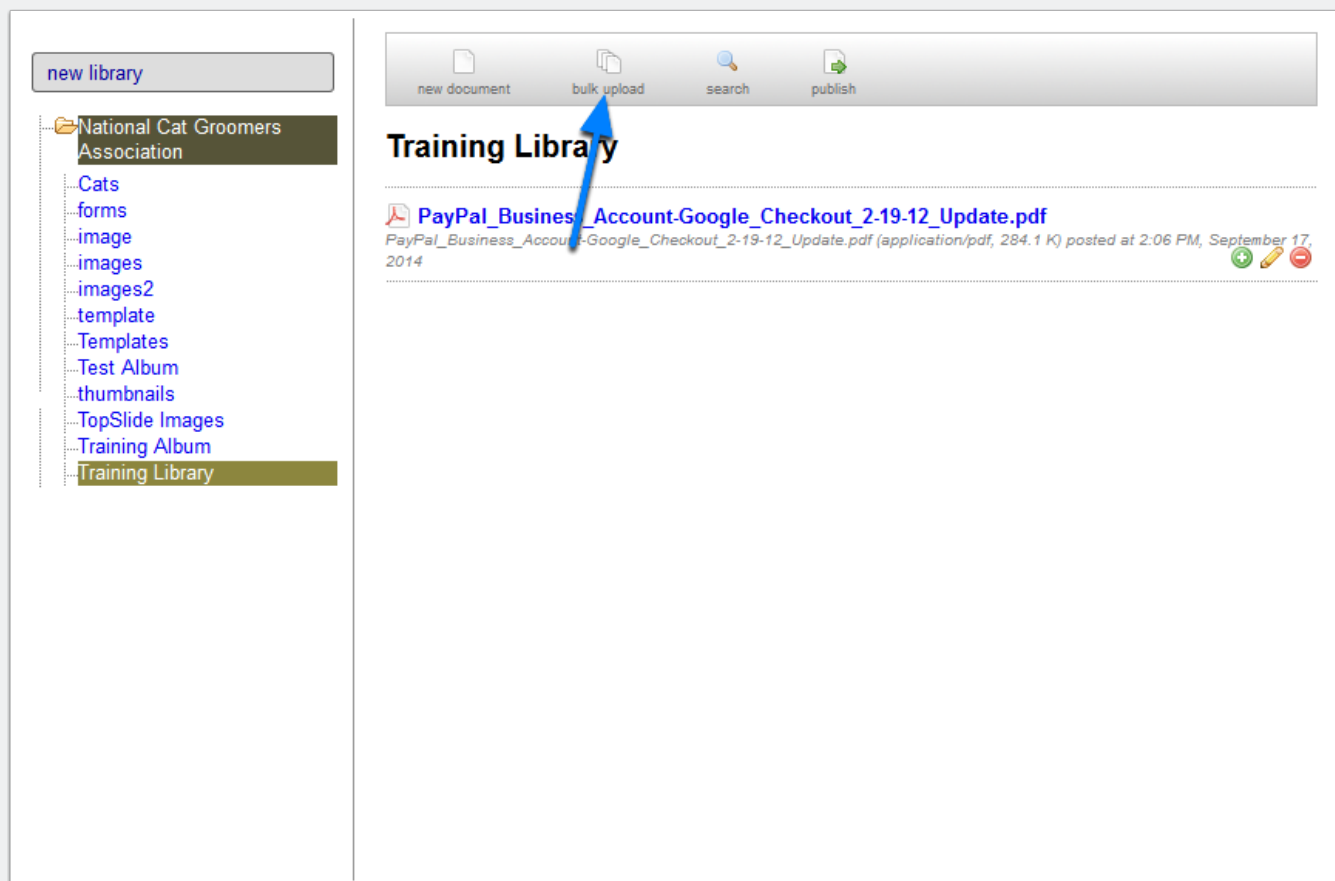 new library
National Cat Groomers
Association
Cats
forms
image
images
images2
template
Templates
Test Album
thumbnails
TopSlide Images
Training Album
Training Library
new document
bulk upload
search
publish
Training Library
PayPal_Business_Account-Google_Checkout_2-19-12_Update.pdf
PayPal_Business_Account-Google_Checkout_2-19-12_Update.pdf (application/pdf, 284.1 K) posted at 2:06 PM, September 17,
2014